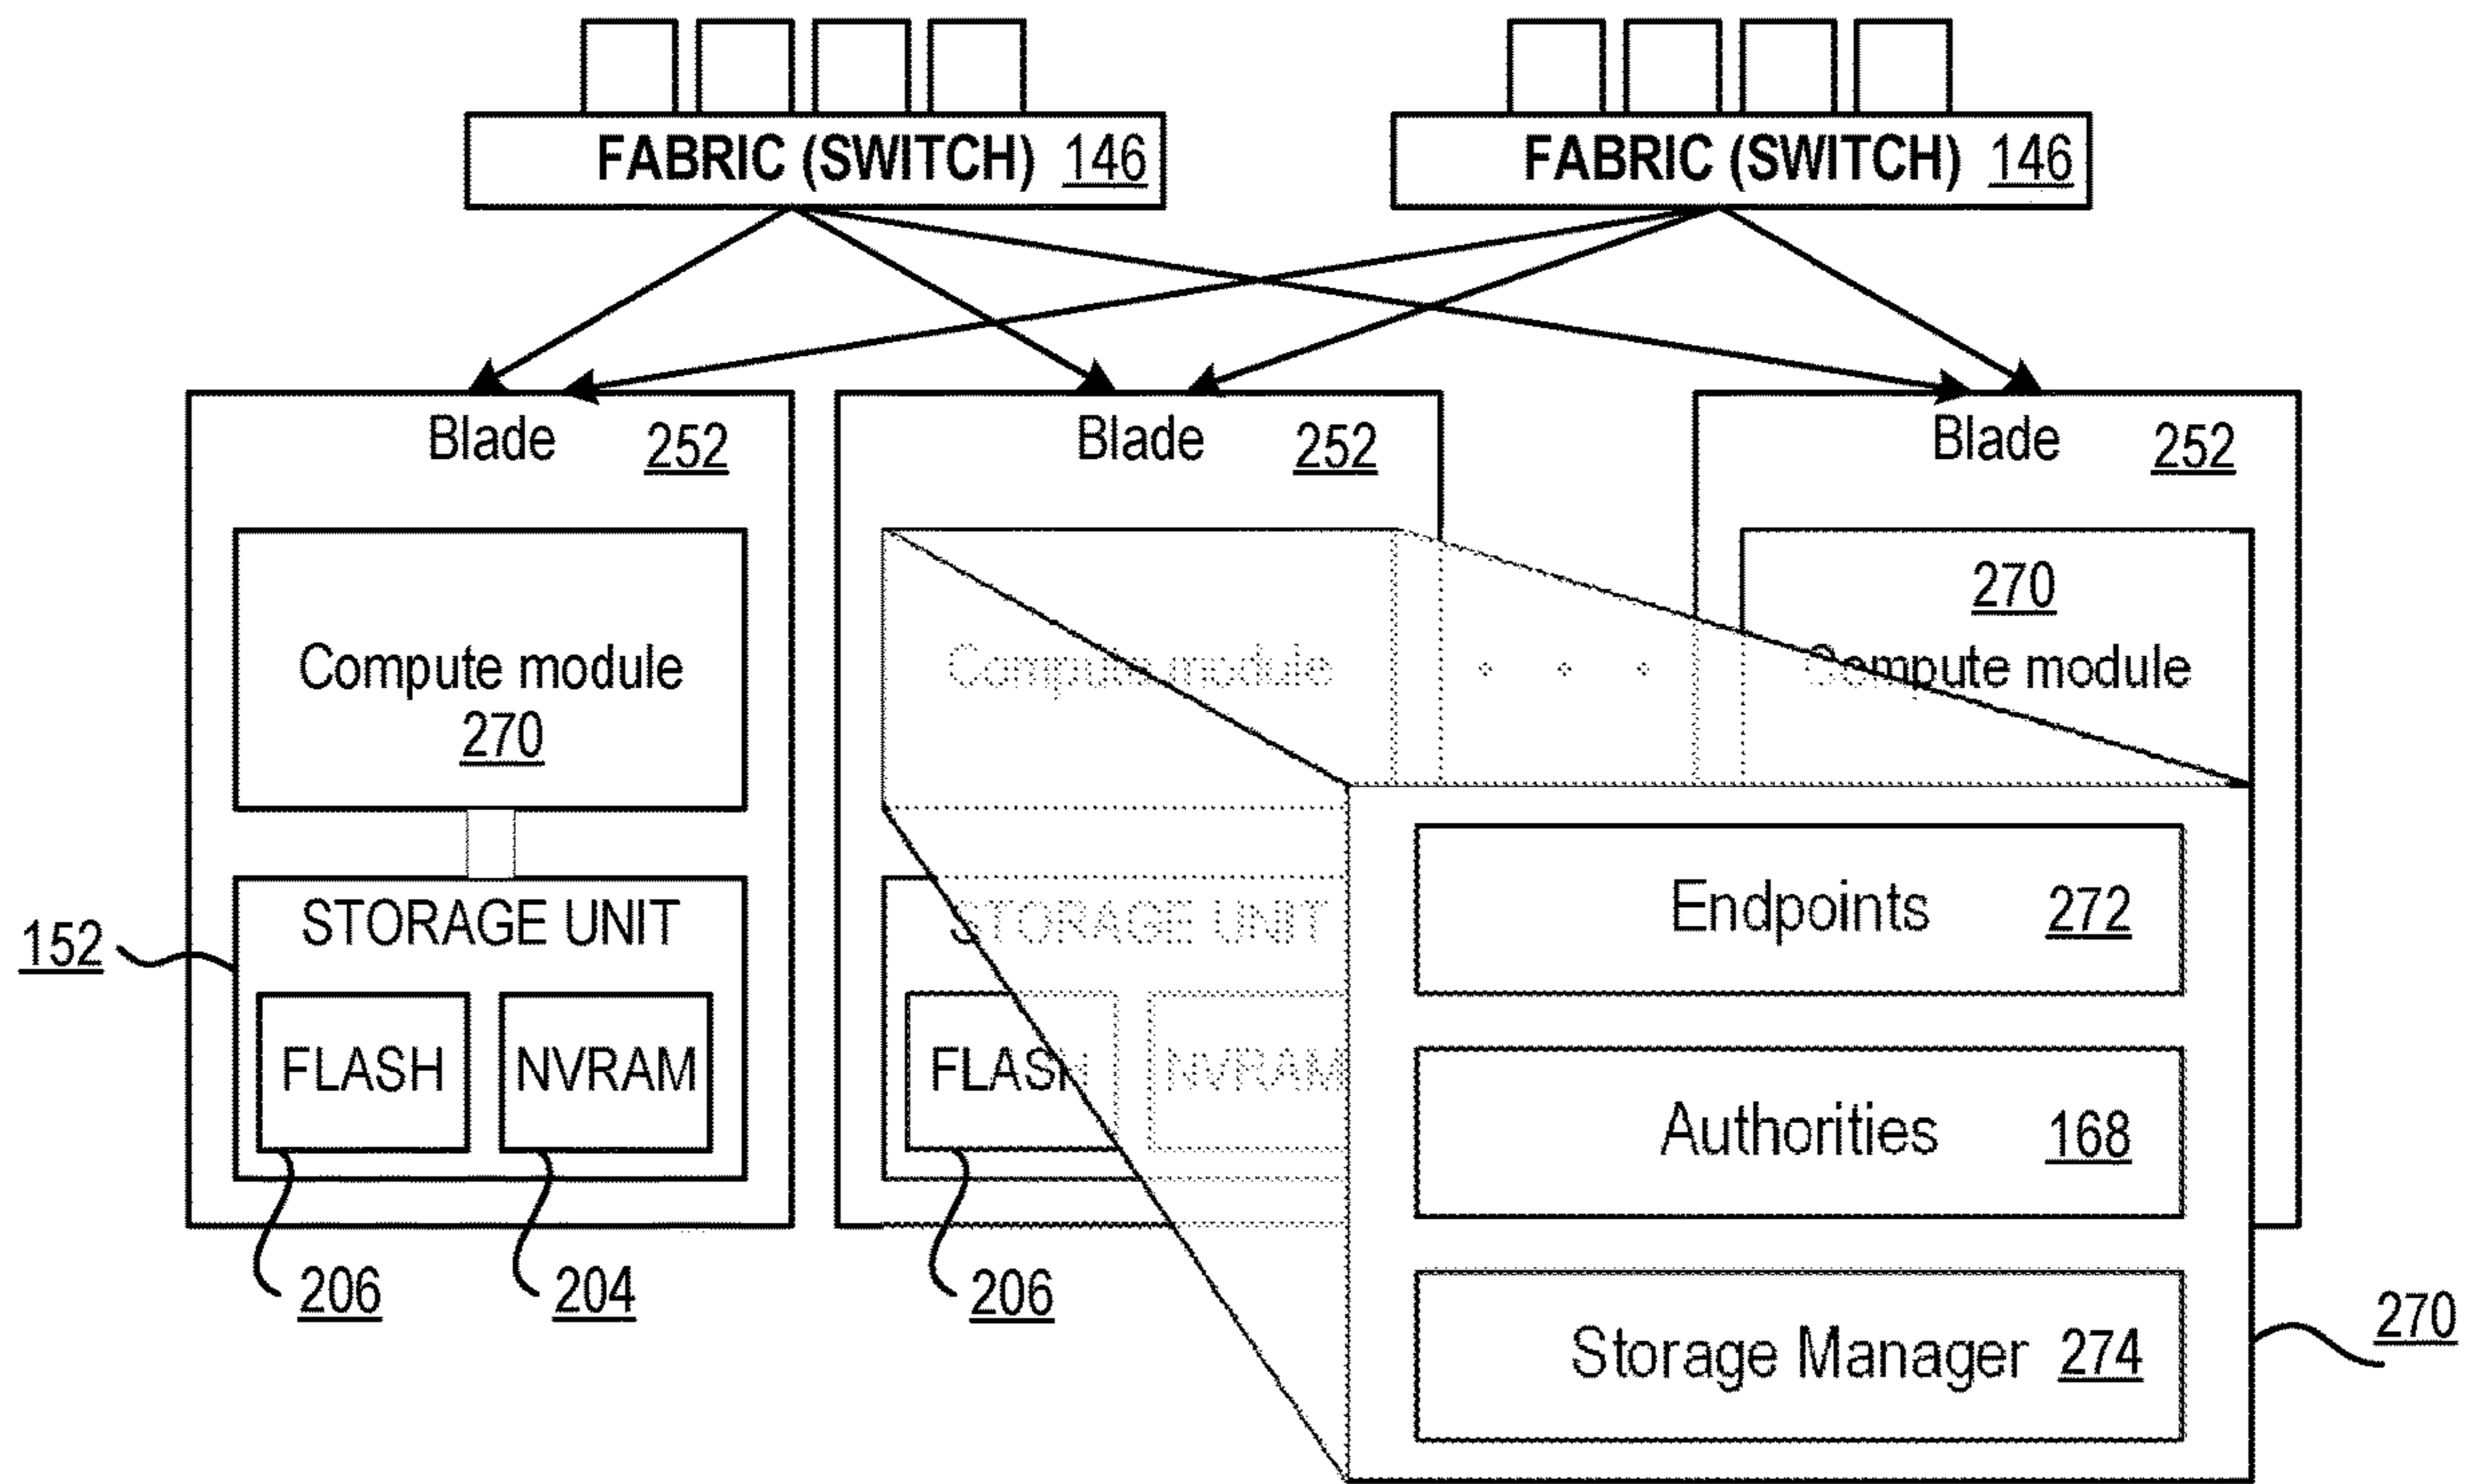 FABRIC (SWITCH) 146
FABRIC (SWITCH) 146
Blade 252
Blade 252
Blade 252
Compute module
270
Compute module
270
Compute module
152
STORAGE UNIT
FLASH
NVRAM
206
204
STORAGE UNIT
FLASH
NVRAM
206
Endpoints 272
Authorities 168
Storage Manager 274
270